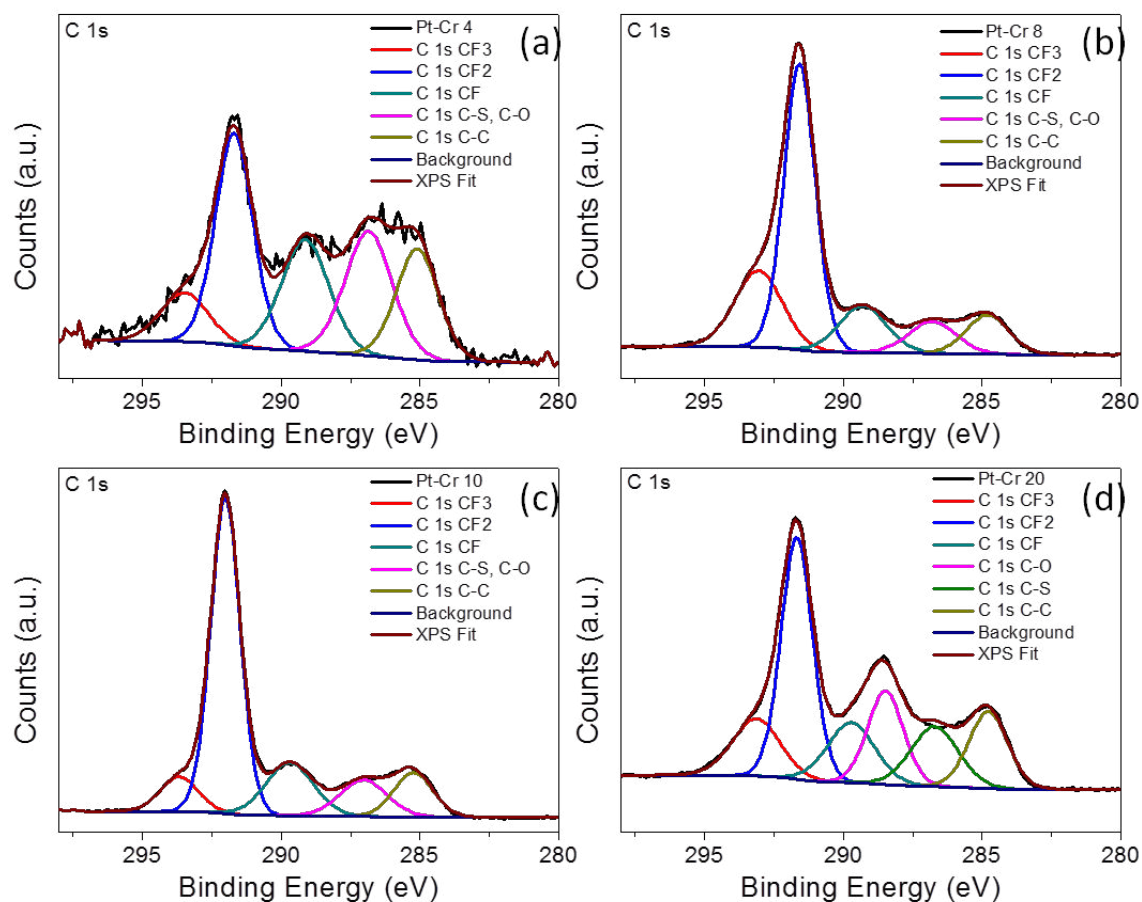 C 1s
Pt-Cr 4
C 1s CF3
C 1s CF2
C 1s CF
C 1s C-S, C-O
C 1s C-C
Background
XPS Fit
(a)
Counts (a.u.)
295 290 285 280
Binding Energy (eV)
C 1s
Pt-Cr 8
C 1s CF3
C 1s CF2
C 1s CF
C 1s C-S, C-O
C 1s C-C
Background
XPS Fit
(b)
Counts (a.u.)
295 290 285 280
Binding Energy (eV)
C 1s
Pt-Cr 10
C 1s CF3
C 1s CF2
C 1s CF
C 1s C-S, C-O
C 1s C-C
Background
XPS Fit
(c)
Counts (a.u.)
295 290 285 280
Binding Energy (eV)
C 1s
Pt-Cr 20
C 1s CF3
C 1s CF2
C 1s CF
C 1s C-O
C 1s C-S
C 1s C-C
Background
XPS Fit
(d)
Counts (a.u.)
295 290 285 280
Binding Energy (eV)